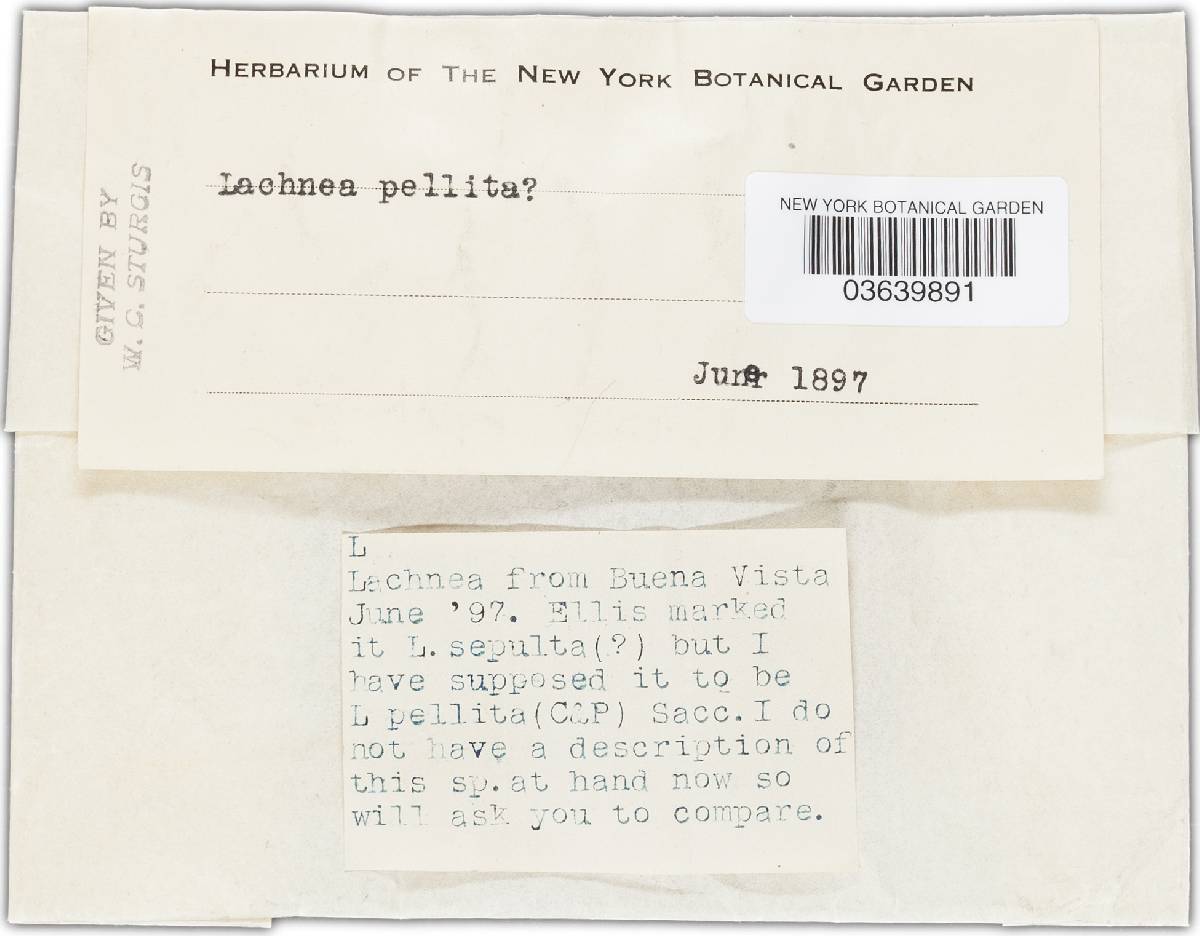 HERBARIUM OF THE NEW YORK BOTANICAL GARDEN
GIVEN BY
W. C. STURGIS
Lachnea pellita?
NEW YORK BOTANICAL GARDEN
03639891
June 1897
L
Lachnea from Buena Vista
June '97. Ellis marked
it L. sepulta(?) but I
have supposed it to be
L pellita(C&P) Sacc. I do
not have a description of
this sp. at hand now so
will ask you to compare.